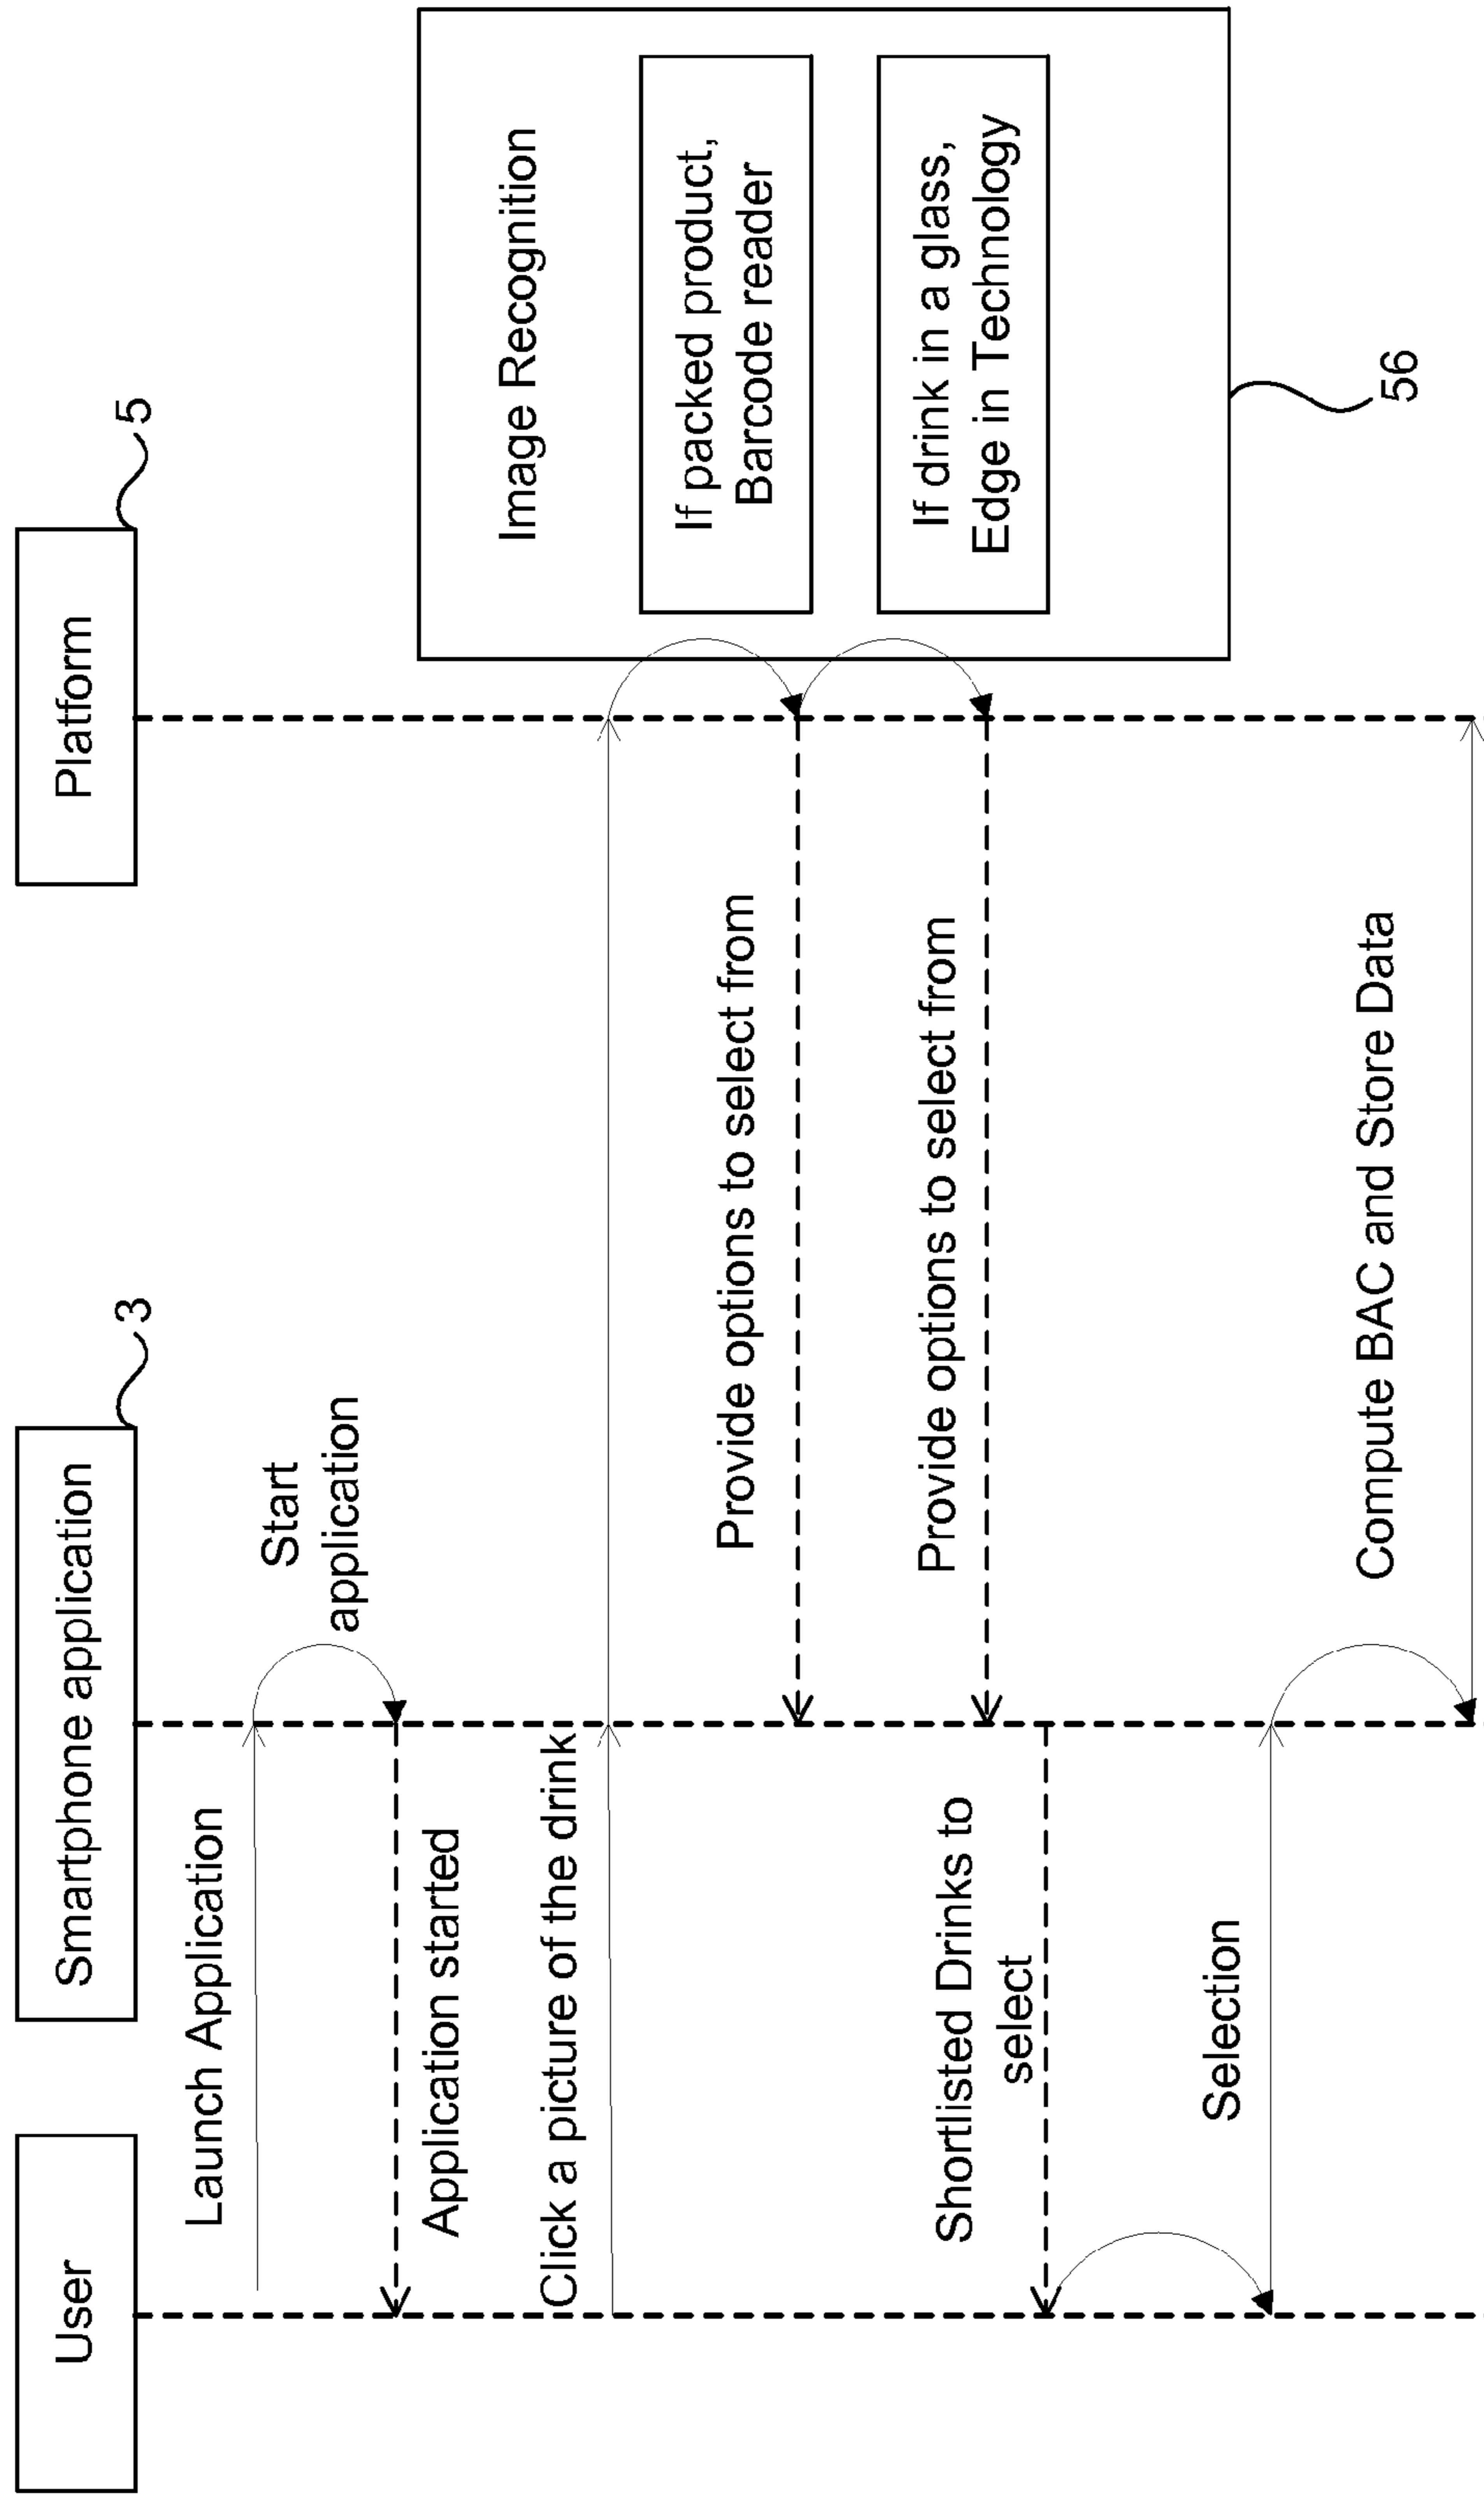 User
Smartphone application
3
Platform
5
Launch Application
Start
application
Application started
Click a picture of the drink
Image Recognition
If packed product,
Barcode reader
Provide options to select from
If drink in a glass,
Edge in Technology
Provide options to select from
Shortlisted Drinks to
select
Selection
Compute BAC and Store Data
56